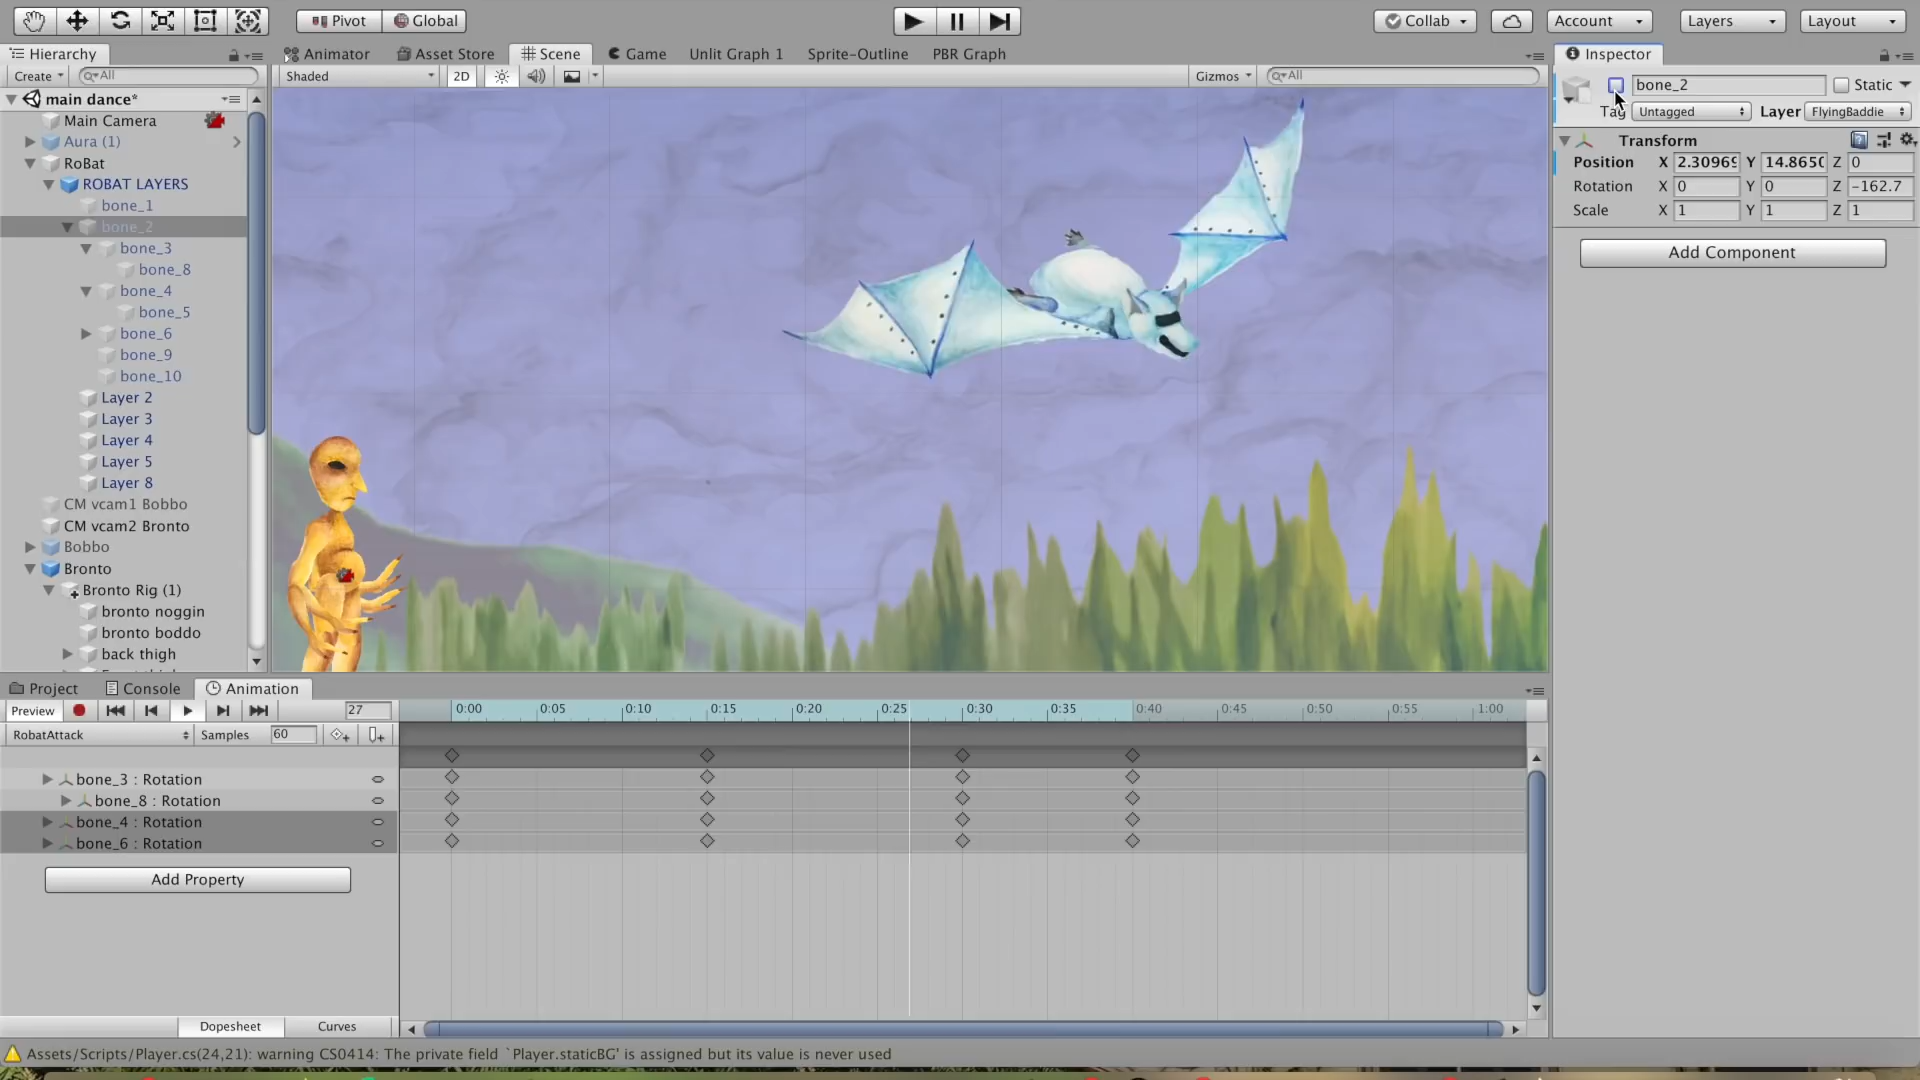 Pivot Global Collab Account Layers Layout
Hierarchy Animator Asset Store Scene Game Unlit Graph 1 Sprite-Outline PBR Graph Inspector
Create All Shaded 2D Gizmos All
bone_2 Static
Tag Untagged Layer FlyingBaddie
main dance*
Main Camera
Aura (1)
RoBat
ROBAT LAYERS
bone_1
bone_2
bone_3
bone_8
bone_4
bone_5
bone_6
bone_9
bone_10
Layer 2
Layer 3
Layer 4
Layer 5
Layer 8
CM vcam1 Bobbo
CM vcam2 Bronto
Bobbo
Bronto
Bronto Rig (1)
bronto noggin
bronto boddo
back thigh
Transform
Position X 2.3096 Y 14.865 Z 0
Rotation X 0 Y 0 Z -162.7
Scale X 1 Y 1 Z 1
Add Component
Project Console Animation
Preview 27 0:00 0:05 0:10 0:15 0:20 0:25 0:30 0:35 0:40 0:45 0:50 0:55 1:00
RobatAttack Samples 60
bone_3 : Rotation
bone_8 : Rotation
bone_4 : Rotation
bone_6 : Rotation
Add Property
Dopesheet Curves
Assets/Scripts/Player.cs(24,21): warning CS0414: The private field `Player.staticBG' is assigned but its value is never used